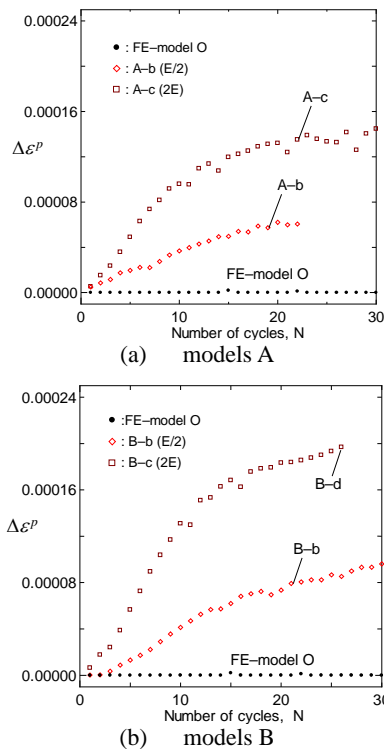 0.00024
• : FE–model O
◇ : A–b (E/2)
□ : A–c (2E)
0.00016
A–c
Δεᵖ
0.00008
A–b
FE–model O
0.00000
0 10 20 30
Number of cycles, N
(a) models A
0.00024
• :FE–model O
◇ : B–b (E/2)
□ : B–c (2E)
0.00016
B–d
Δεᵖ
B–b
0.00008
FE–model O
0.00000
0 10 20 30
Number of cycles, N
(b) models B